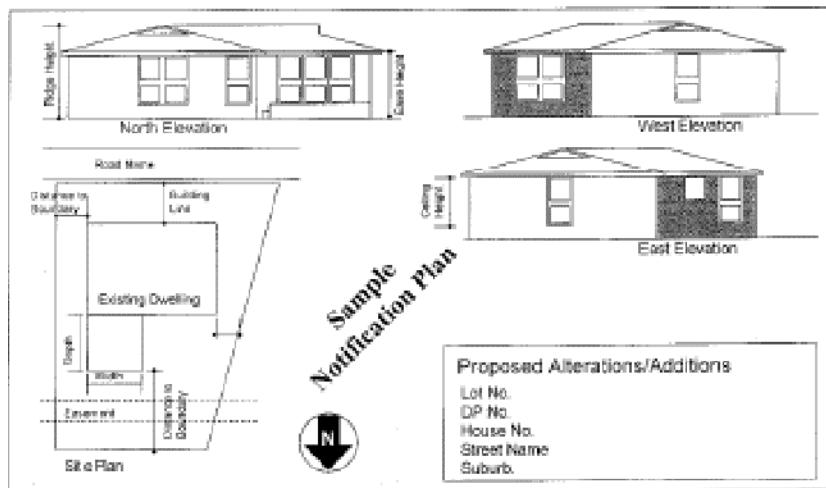 Ridge Height
Eave Height
North Elevation
West Elevation
Road Name
Distance to
Boundary
Building
Line
Ceiling
Height
East Elevation
Existing Dwelling
Sample
Notification Plan
Depth
Width
Easement
Distance to
Boundary
N
Site Plan
Proposed Alterations/Additions
Lot No.
DP No.
House No.
Street Name
Suburb.